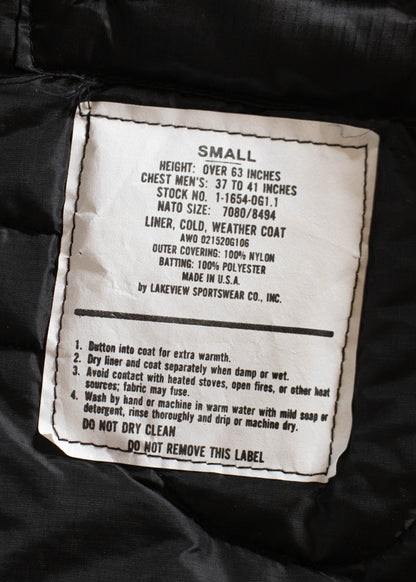 SMALL
HEIGHT: OVER 63 INCHES
CHEST MEN'S: 37 TO 41 INCHES
STOCK NO. 1-1654-OG1.1
NATO SIZE: 7080/8494
LINER, COLD, WEATHER COAT
AWO 021520G106
OUTER COVERING: 100% NYLON
BATTING: 100% POLYESTER
MADE IN U.S.A.
by LAKEVIEW SPORTSWEAR CO., INC.
1. Button into coat for extra warmth.
2. Dry liner and coat separately when damp or wet.
3. Avoid contact with heated stoves, open fires, or other heat
sources; fabric may fuse.
4. Wash by hand or machine in warm water with mild soap or
detergent, rinse thoroughly and drip or machine dry.
DO NOT DRY CLEAN
DO NOT REMOVE THIS LABEL